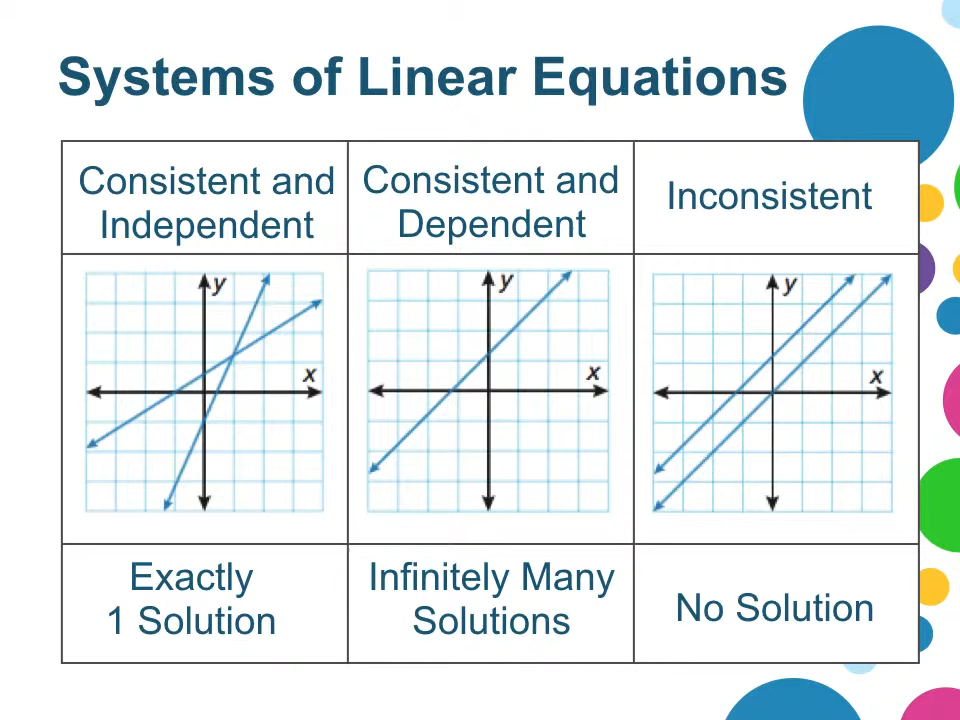 Systems of Linear Equations
Consistent and
Independent
Consistent and
Dependent
Inconsistent
y
x
y
x
y
x
Exactly
1 Solution
Infinitely Many
Solutions
No Solution